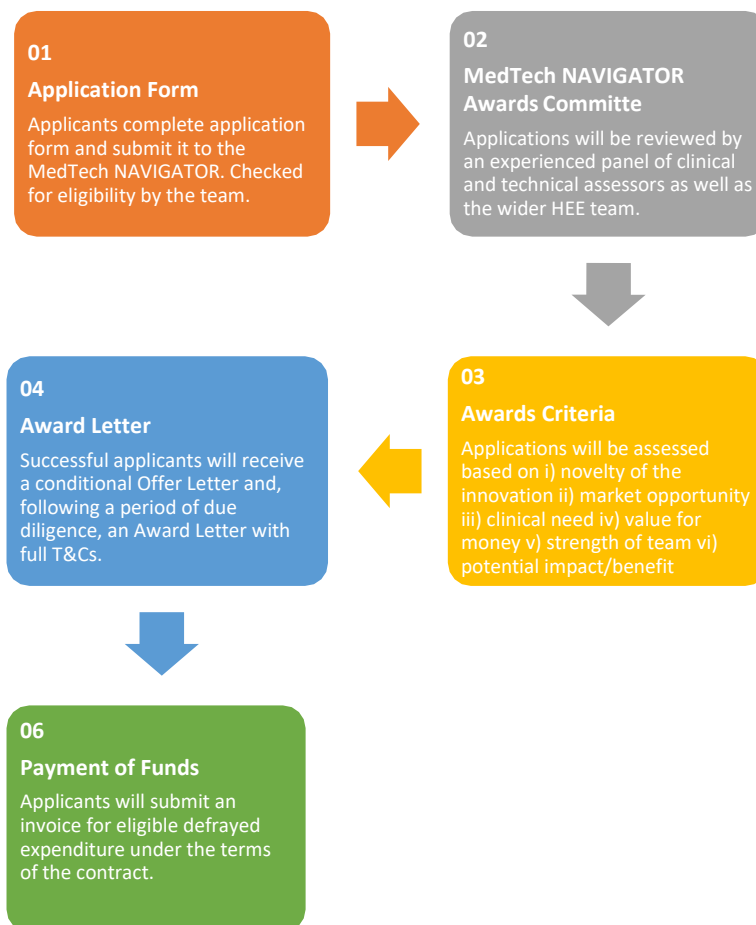 01
Application Form
Applicants complete application
form and submit it to the
MedTech NAVIGATOR. Checked
for eligibility by the team.
02
MedTech NAVIGATOR
Awards Committe
Applications will be reviewed by
an experienced panel of clinical
and technical assessors as well as
the wider HEE team.
03
Awards Criteria
Applications will be assessed
based on i) novelty of the
innovation ii) market opportunity
iii) clinical need iv) value for
money v) strength of team vi)
potential impact/benefit
04
Award Letter
Successful applicants will receive
a conditional Offer Letter and,
following a period of due
diligence, an Award Letter with
full T&Cs.
06
Payment of Funds
Applicants will submit an
invoice for eligible defrayed
expenditure under the terms
of the contract.